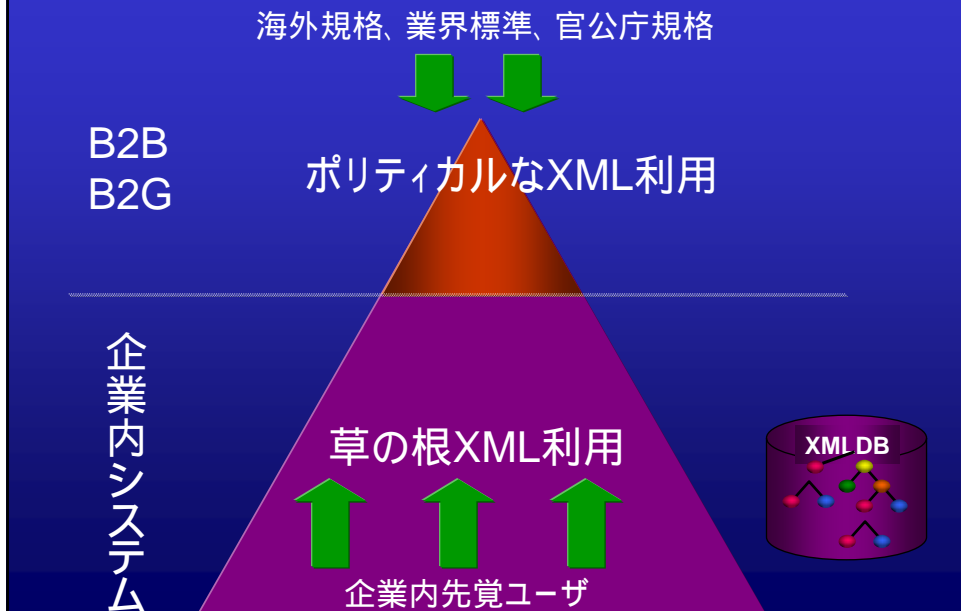 海外規格、業界標準、官公庁規格
B2B
B2G
ポリティカルなXML利用
企業内システム
草の根XML利用
XMLDB
企業内先覚ユーザ